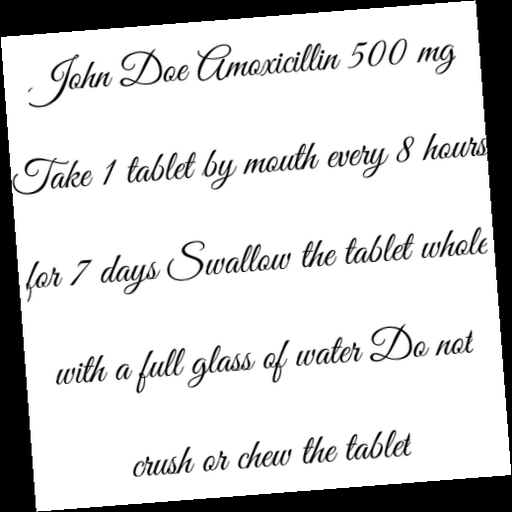 John Doe Amoxicillin 500 mg
Take 1 tablet by mouth every 8 hours
for 7 days Swallow the tablet whole
with a full glass of water Do not
crush or chew the tablet